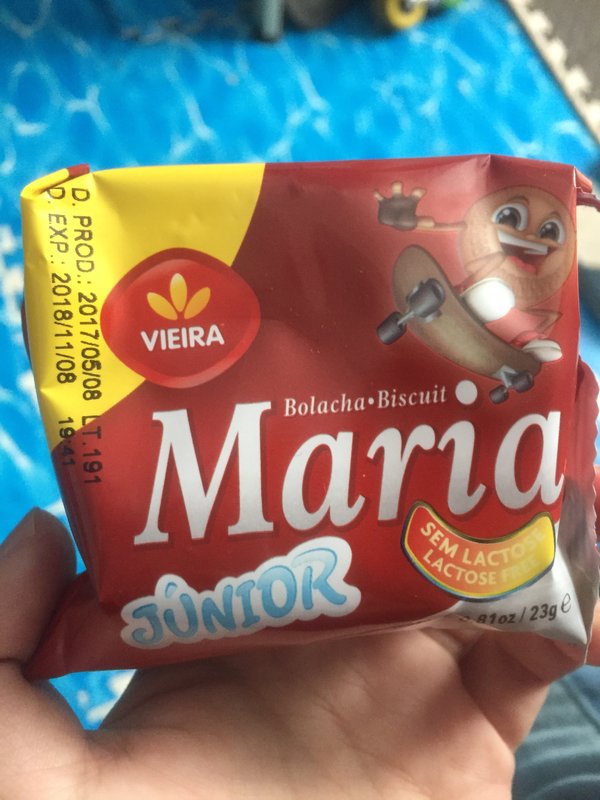 D. PROD.: 2017/05/08 LT.191
D. EXP.: 2018/11/08 19:41
VIEIRA
Bolacha•Biscuit
Maria
JÚNIOR
SEM LACTOSE
LACTOSE FREE
81oz / 23g e